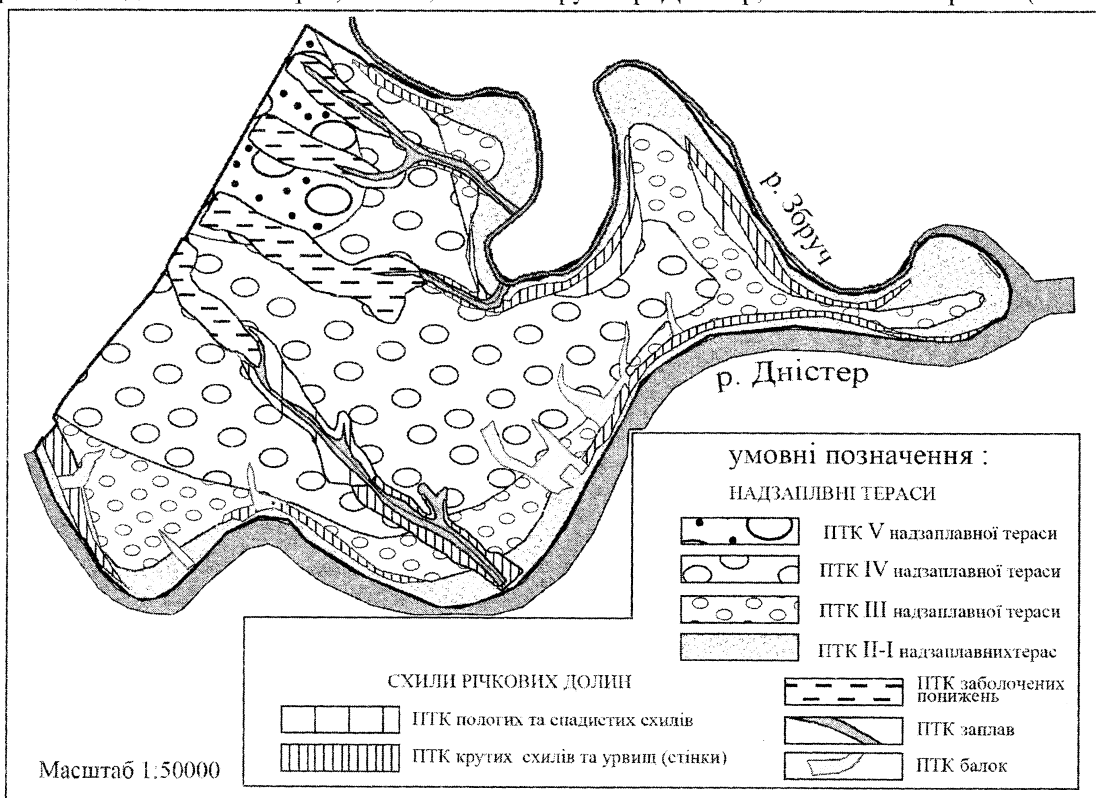 р. Збруч
р. Дністер
умовні позначення :
НАДЗАПЛВНІ ТЕРАСИ
ПТК V надзаплавної тераси
ПТК IV надзаплавної тераси
ПТК III надзаплавної тераси
ПТК II-I надзаплавнихтерас
СХИЛИ РІЧКОВИХ ДОЛИН
ПТК заболочених
понижень
ПТК пологих та спадистих схилів
ПТК заплав
ПТК крутих схилів та урвищ (стінки)
ПТК балок
Масштаб 1:50000